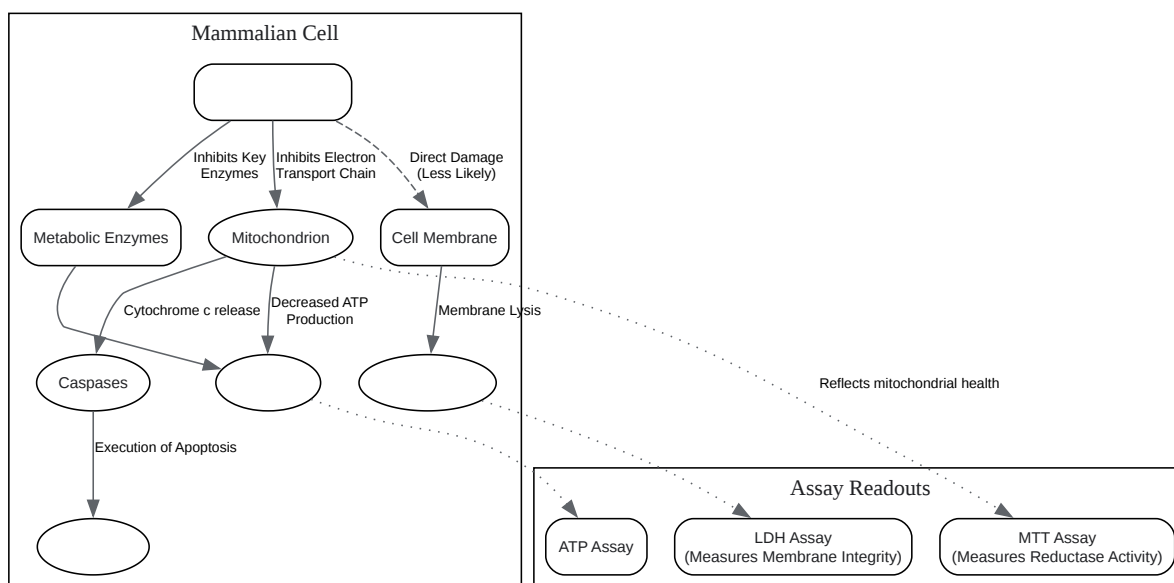 Mammalian Cell
Inhibits Key
Enzymes
Inhibits Electron
Transport Chain
Direct Damage
(Less Likely)
Metabolic Enzymes
Mitochondrion
Cell Membrane
Cytochrome c release
Decreased ATP
Production
Membrane Lysis
Caspases
Reflects mitochondrial health
Execution of Apoptosis
Assay Readouts
ATP Assay
LDH Assay
(Measures Membrane Integrity)
MTT Assay
(Measures Reductase Activity)